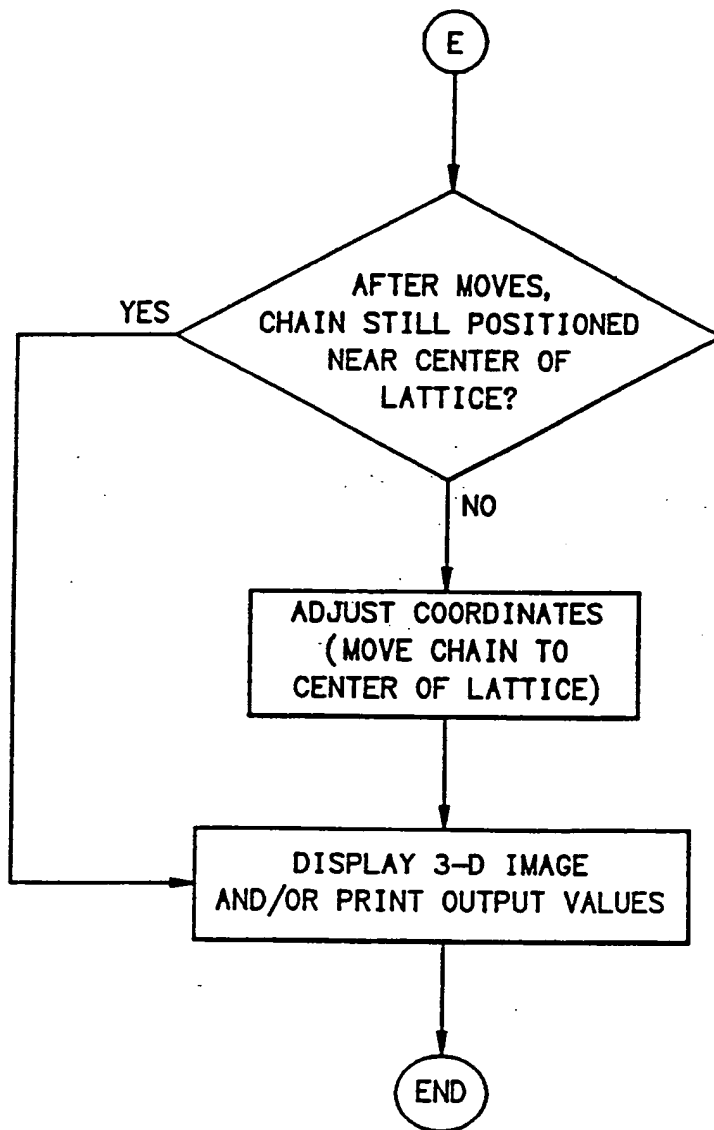 E
AFTER MOVES,
CHAIN STILL POSITIONED
NEAR CENTER OF
LATTICE?
YES
NO
ADJUST COORDINATES
(MOVE CHAIN TO
CENTER OF LATTICE)
DISPLAY 3-D IMAGE
AND/OR PRINT OUTPUT VALUES
END